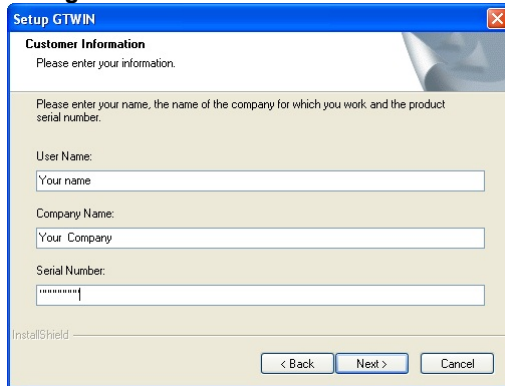 Setup GTWIN
Customer Information
Please enter your information.
Please enter your name, the name of the company for which you work and the product
serial number.
User Name:
Your name
Company Name:
Your Company
Serial Number:
InstallShield
< Back Next > Cancel